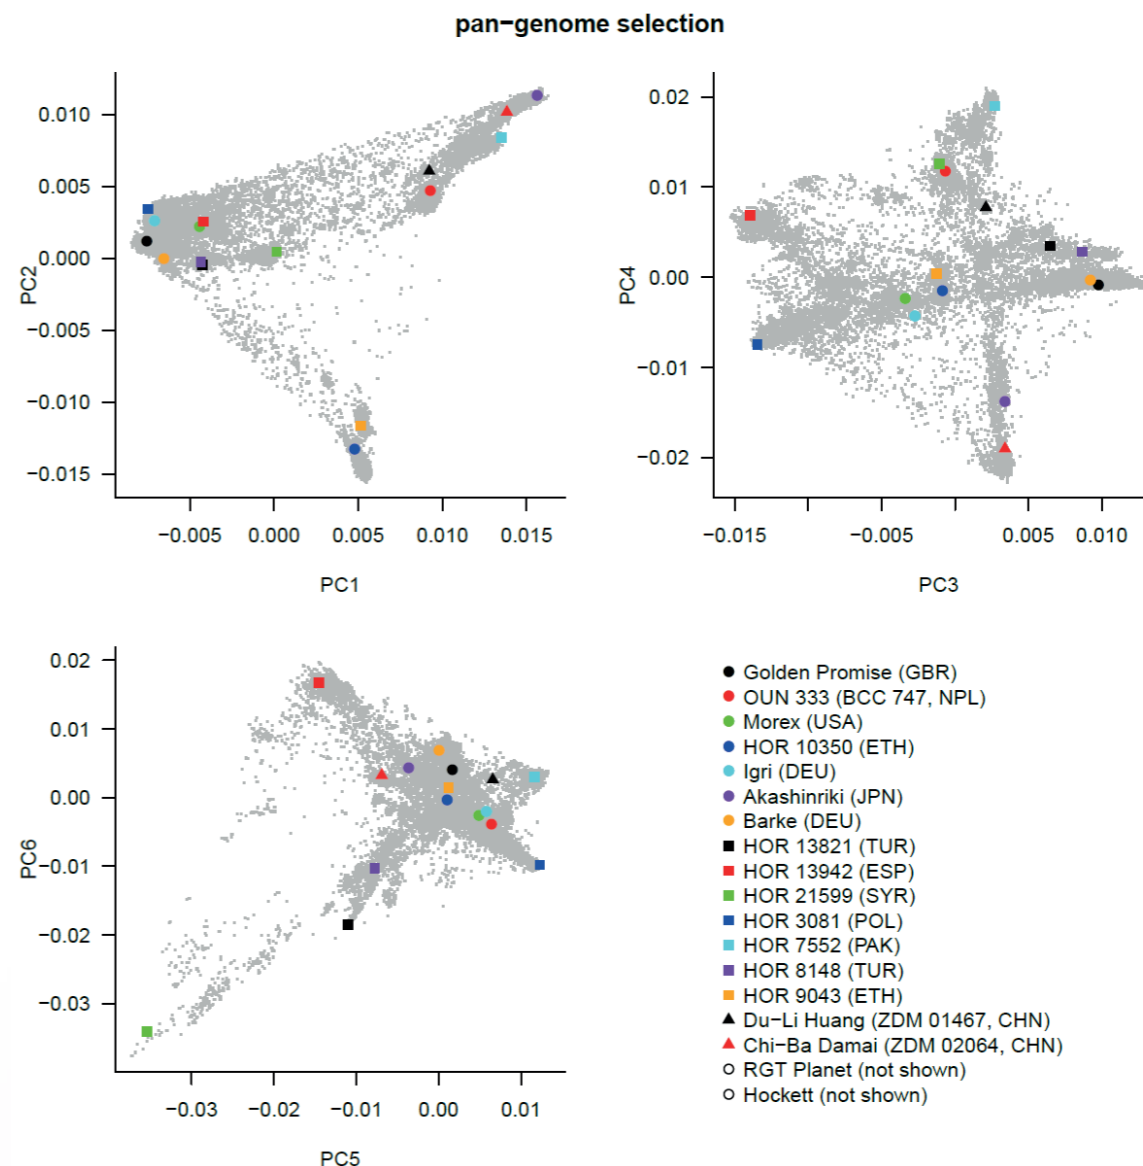 pan−genome selection
0.010
0.005
0.000
−0.005
−0.010
−0.015
PC2
−0.005
0.000
0.005
0.010
0.015
PC1
0.02
0.01
0.00
−0.01
−0.02
PC4
−0.015
−0.005
0.005
0.010
PC3
0.02
0.01
0.00
−0.01
−0.02
−0.03
PC6
−0.03
−0.02
−0.01
0.00
0.01
PC5
Golden Promise (GBR)
OUN 333 (BCC 747, NPL)
Morex (USA)
HOR 10350 (ETH)
Igri (DEU)
Akashinriki (JPN)
Barke (DEU)
HOR 13821 (TUR)
HOR 13942 (ESP)
HOR 21599 (SYR)
HOR 3081 (POL)
HOR 7552 (PAK)
HOR 8148 (TUR)
HOR 9043 (ETH)
Du−Li Huang (ZDM 01467, CHN)
Chi−Ba Damai (ZDM 02064, CHN)
RGT Planet (not shown)
Hockett (not shown)